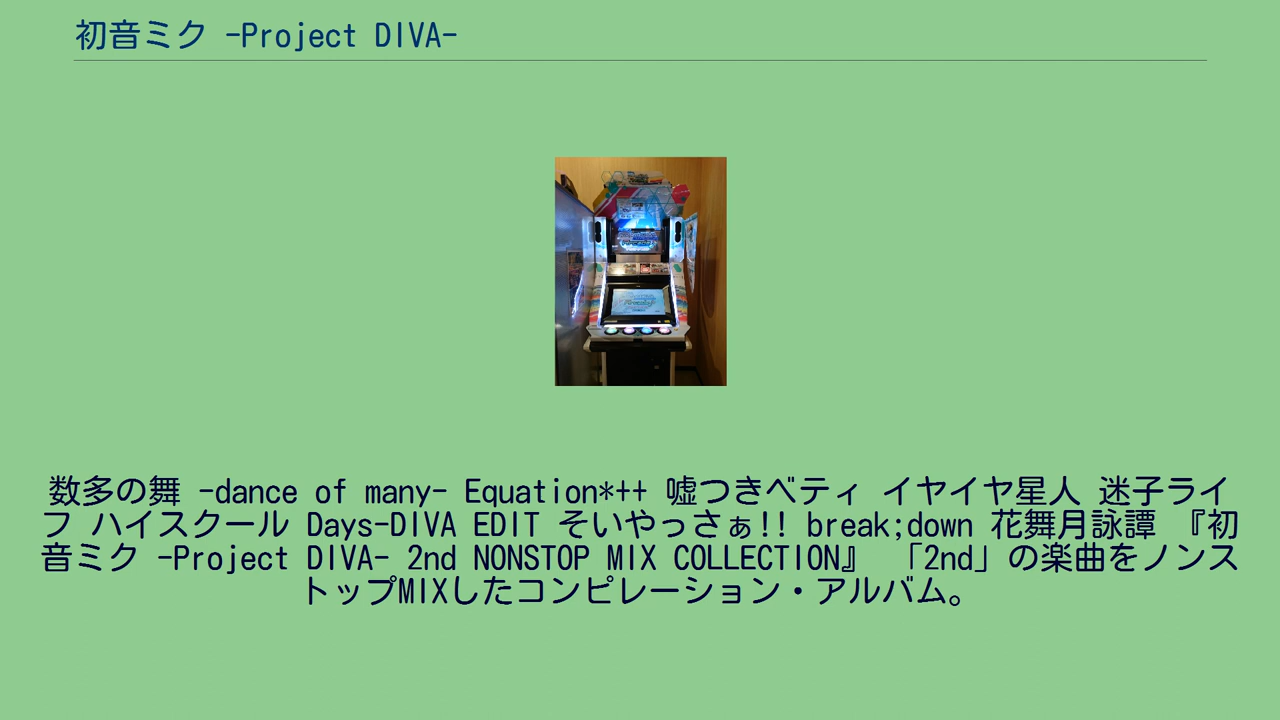 初音ミク -Project DIVA-
数多の舞 -dance of many- Equation*++ 嘘つきベティ イヤイヤ星人 迷子ライ
フ ハイスクール Days-DIVA EDIT そいやっさぁ!! break;down 花舞月詠譚 『初
音ミク -Project DIVA- 2nd NONSTOP MIX COLLECTION』 「2nd」の楽曲をノンス
トップMIXしたコンピレーション・アルバム。